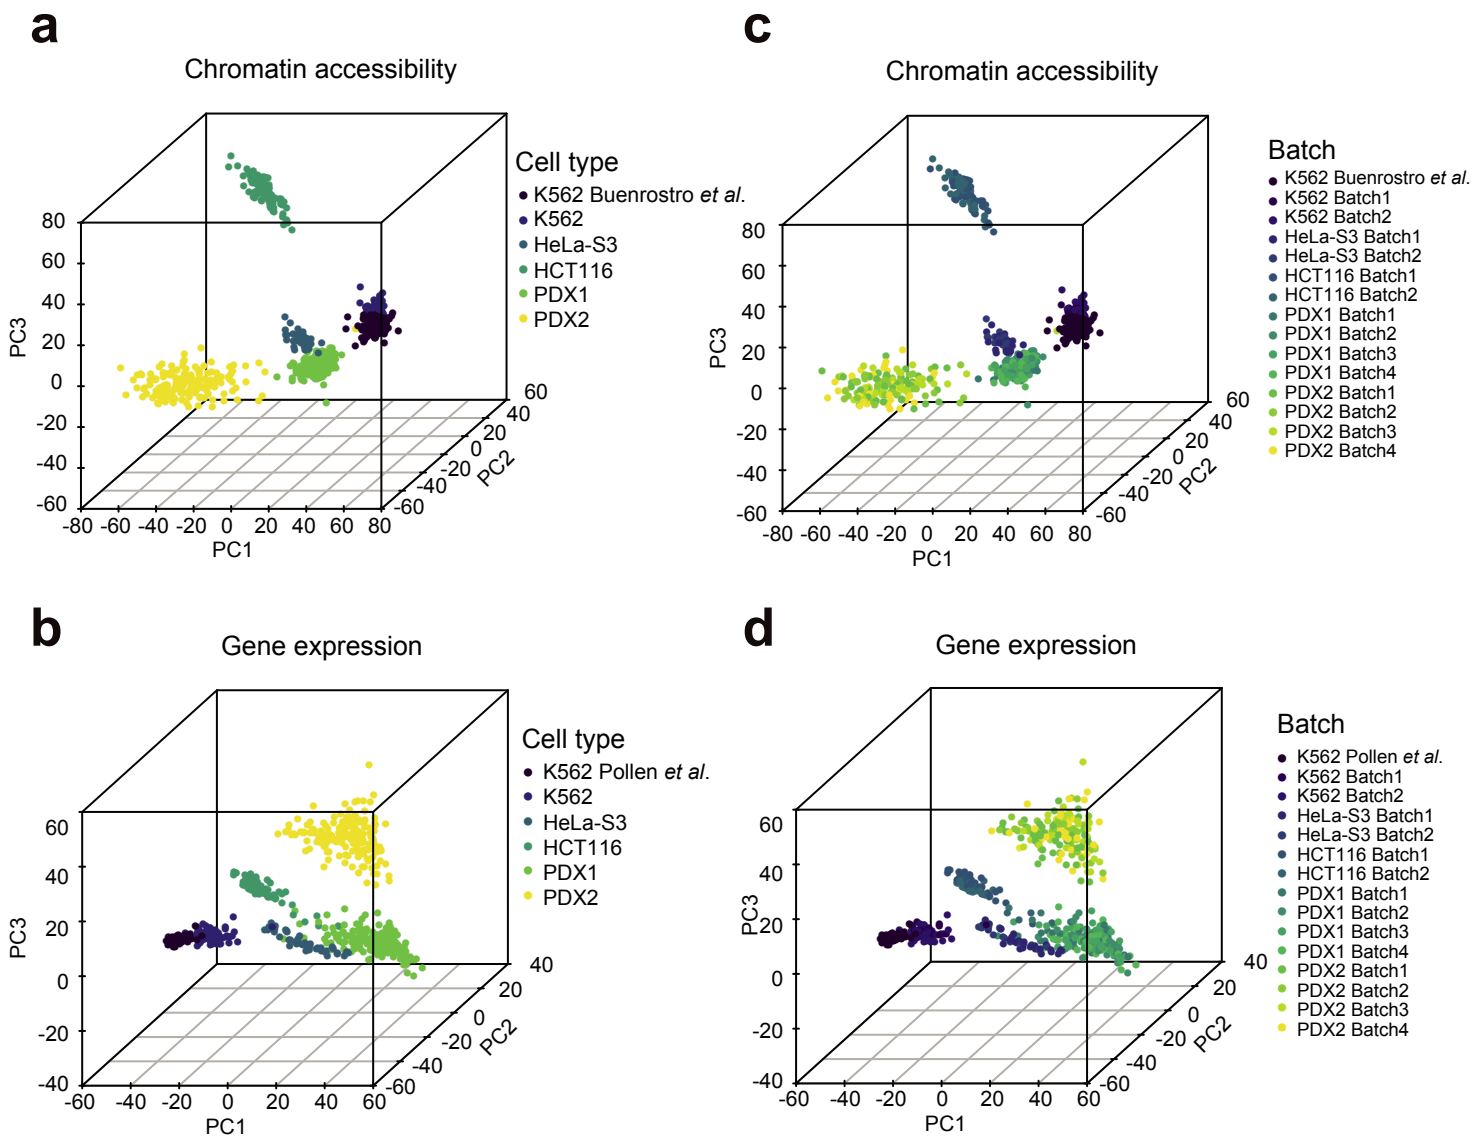 a
Chromatin accessibility
80
60
40
20
0
-20
-40
-60
PC3
-80 -60 -40 -20 0 20 40 60 80
PC1
-60
-40
-20
0
20
40
60
PC2
Cell type
K562 Buenrostro et al.
K562
HeLa-S3
HCT116
PDX1
PDX2
c
Chromatin accessibility
80
60
40
20
0
-20
-40
-60
PC3
-80 -60 -40 -20 0 20 40 60 80
PC1
-60
-40
-20
0
20
40
60
PC2
Batch
K562 Buenrostro et al.
K562 Batch1
K562 Batch2
HeLa-S3 Batch1
HeLa-S3 Batch2
HCT116 Batch1
HCT116 Batch2
PDX1 Batch1
PDX1 Batch2
PDX1 Batch3
PDX1 Batch4
PDX2 Batch1
PDX2 Batch2
PDX2 Batch3
PDX2 Batch4
b
Gene expression
60
40
20
0
-20
-40
PC3
-60 -40 -20 0 20 40 60
PC1
-60
-40
-20
0
20
40
PC2
Cell type
K562 Pollen et al.
K562
HeLa-S3
HCT116
PDX1
PDX2
d
Gene expression
60
40
20
0
-20
-40
PC3
-60 -40 -20 0 20 40 60
PC1
-60
-40
-20
0
20
40
PC2
Batch
K562 Pollen et al.
K562 Batch1
K562 Batch2
HeLa-S3 Batch1
HeLa-S3 Batch2
HCT116 Batch1
HCT116 Batch2
PDX1 Batch1
PDX1 Batch2
PDX1 Batch3
PDX1 Batch4
PDX2 Batch1
PDX2 Batch2
PDX2 Batch3
PDX2 Batch4